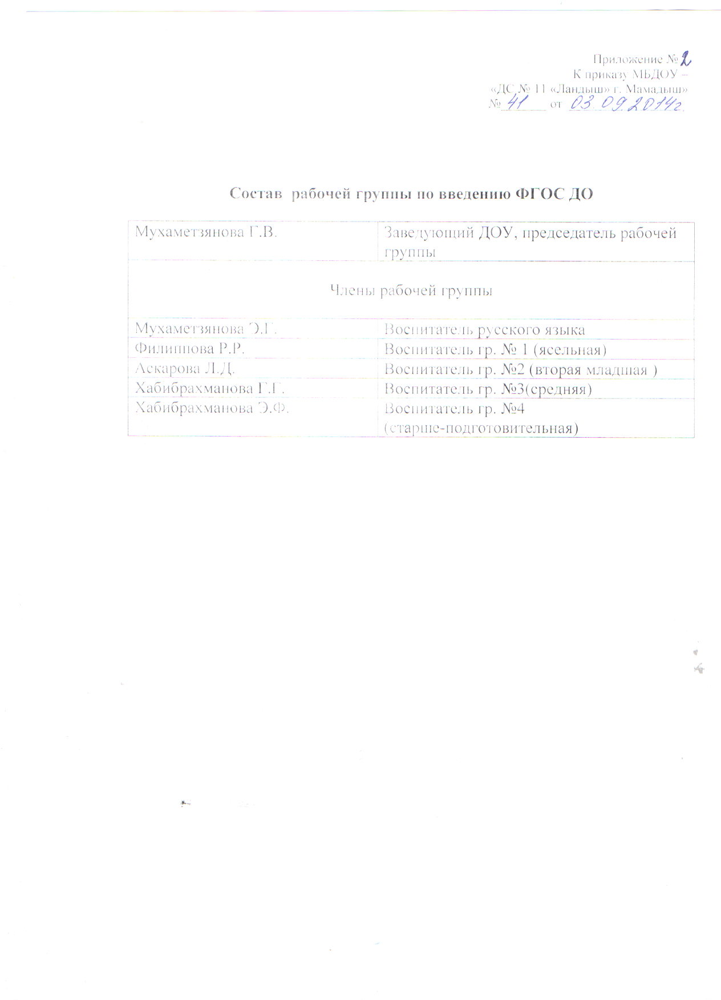 Приложение № 2
К приказу МБДОУ –
«ДС № 11 «Ландыш» г. Мамадыш»
№ 41 от 03.09.2014г.
Состав рабочей группы по введению ФГОС ДО
Мухаметзянова Г.В. Заведующий ДОУ, председатель рабочей
группы
Члены рабочей группы
Мухаметзянова Э.Г. Воспитатель русского языка
Филиппова Р.Р. Воспитатель гр. № 1 (ясельная)
Аскарова Л.Д. Воспитатель гр. №2 (вторая младшая )
Хабибрахманова Г.Г. Воспитатель гр. №3(средняя)
Хабибрахманова Э.Ф. Воспитатель гр. №4
(старше-подготовительная)